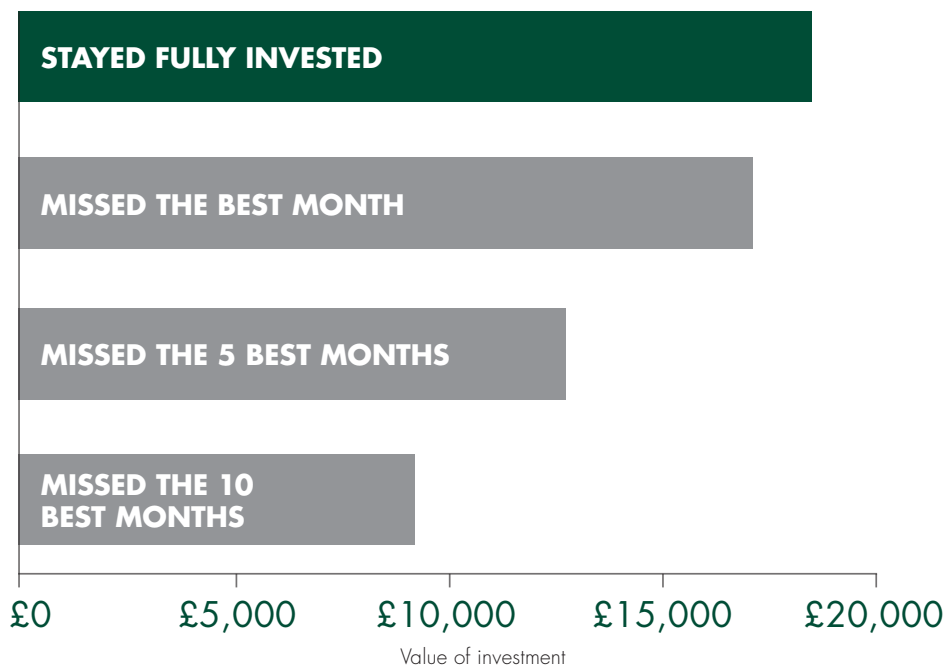 STAYED FULLY INVESTED
MISSED THE BEST MONTH
MISSED THE 5 BEST MONTHS
MISSED THE 10
BEST MONTHS
£0 £5,000 £10,000 £15,000 £20,000
Value of investment